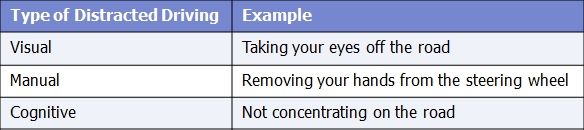 Type of Distracted Driving Example
Visual Taking your eyes off the road
Manual Removing your hands from the steering wheel
Cognitive Not concentrating on the road